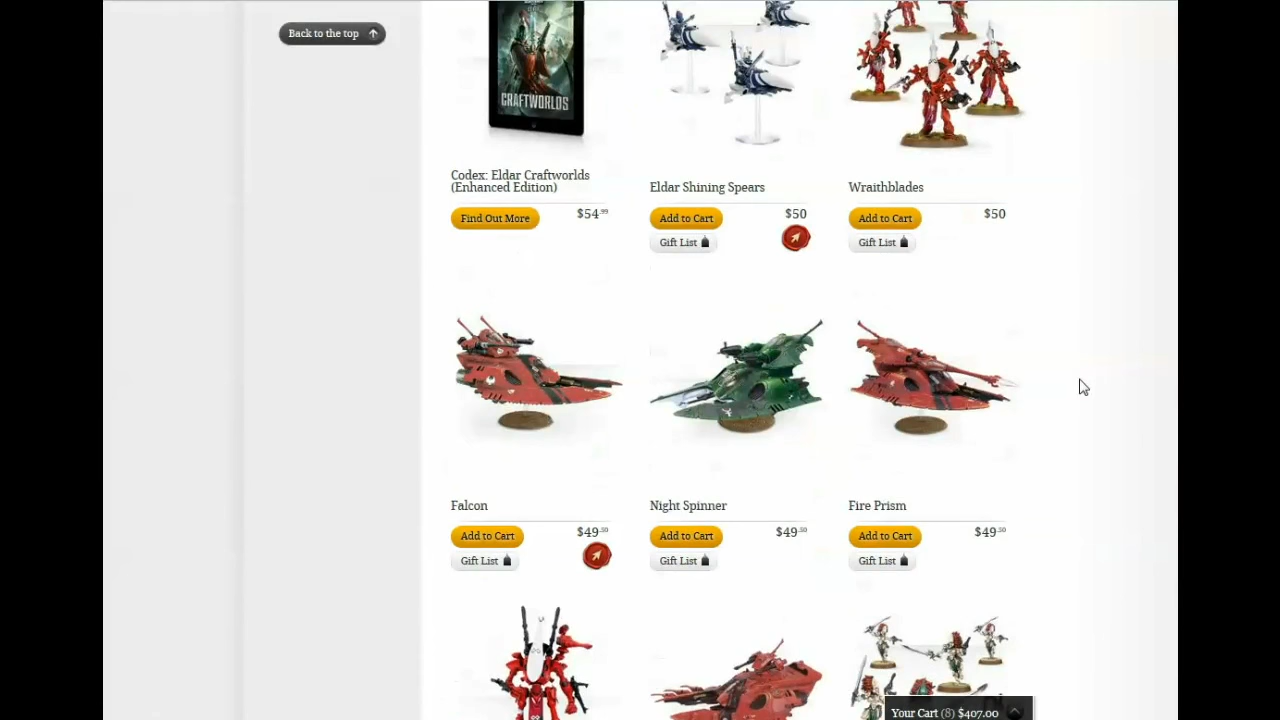 Back to the top
CRAFTWORLDS
Codex: Eldar Craftworlds
(Enhanced Edition)
Eldar Shining Spears
Wraithblades
Find Out More
$54.99
Add to Cart
$50
Add to Cart
$50
Gift List
Gift List
Falcon
Night Spinner
Fire Prism
Add to Cart
$49.50
Add to Cart
$49.50
Add to Cart
$49.50
Gift List
Gift List
Gift List
Your Cart (8) $407.00